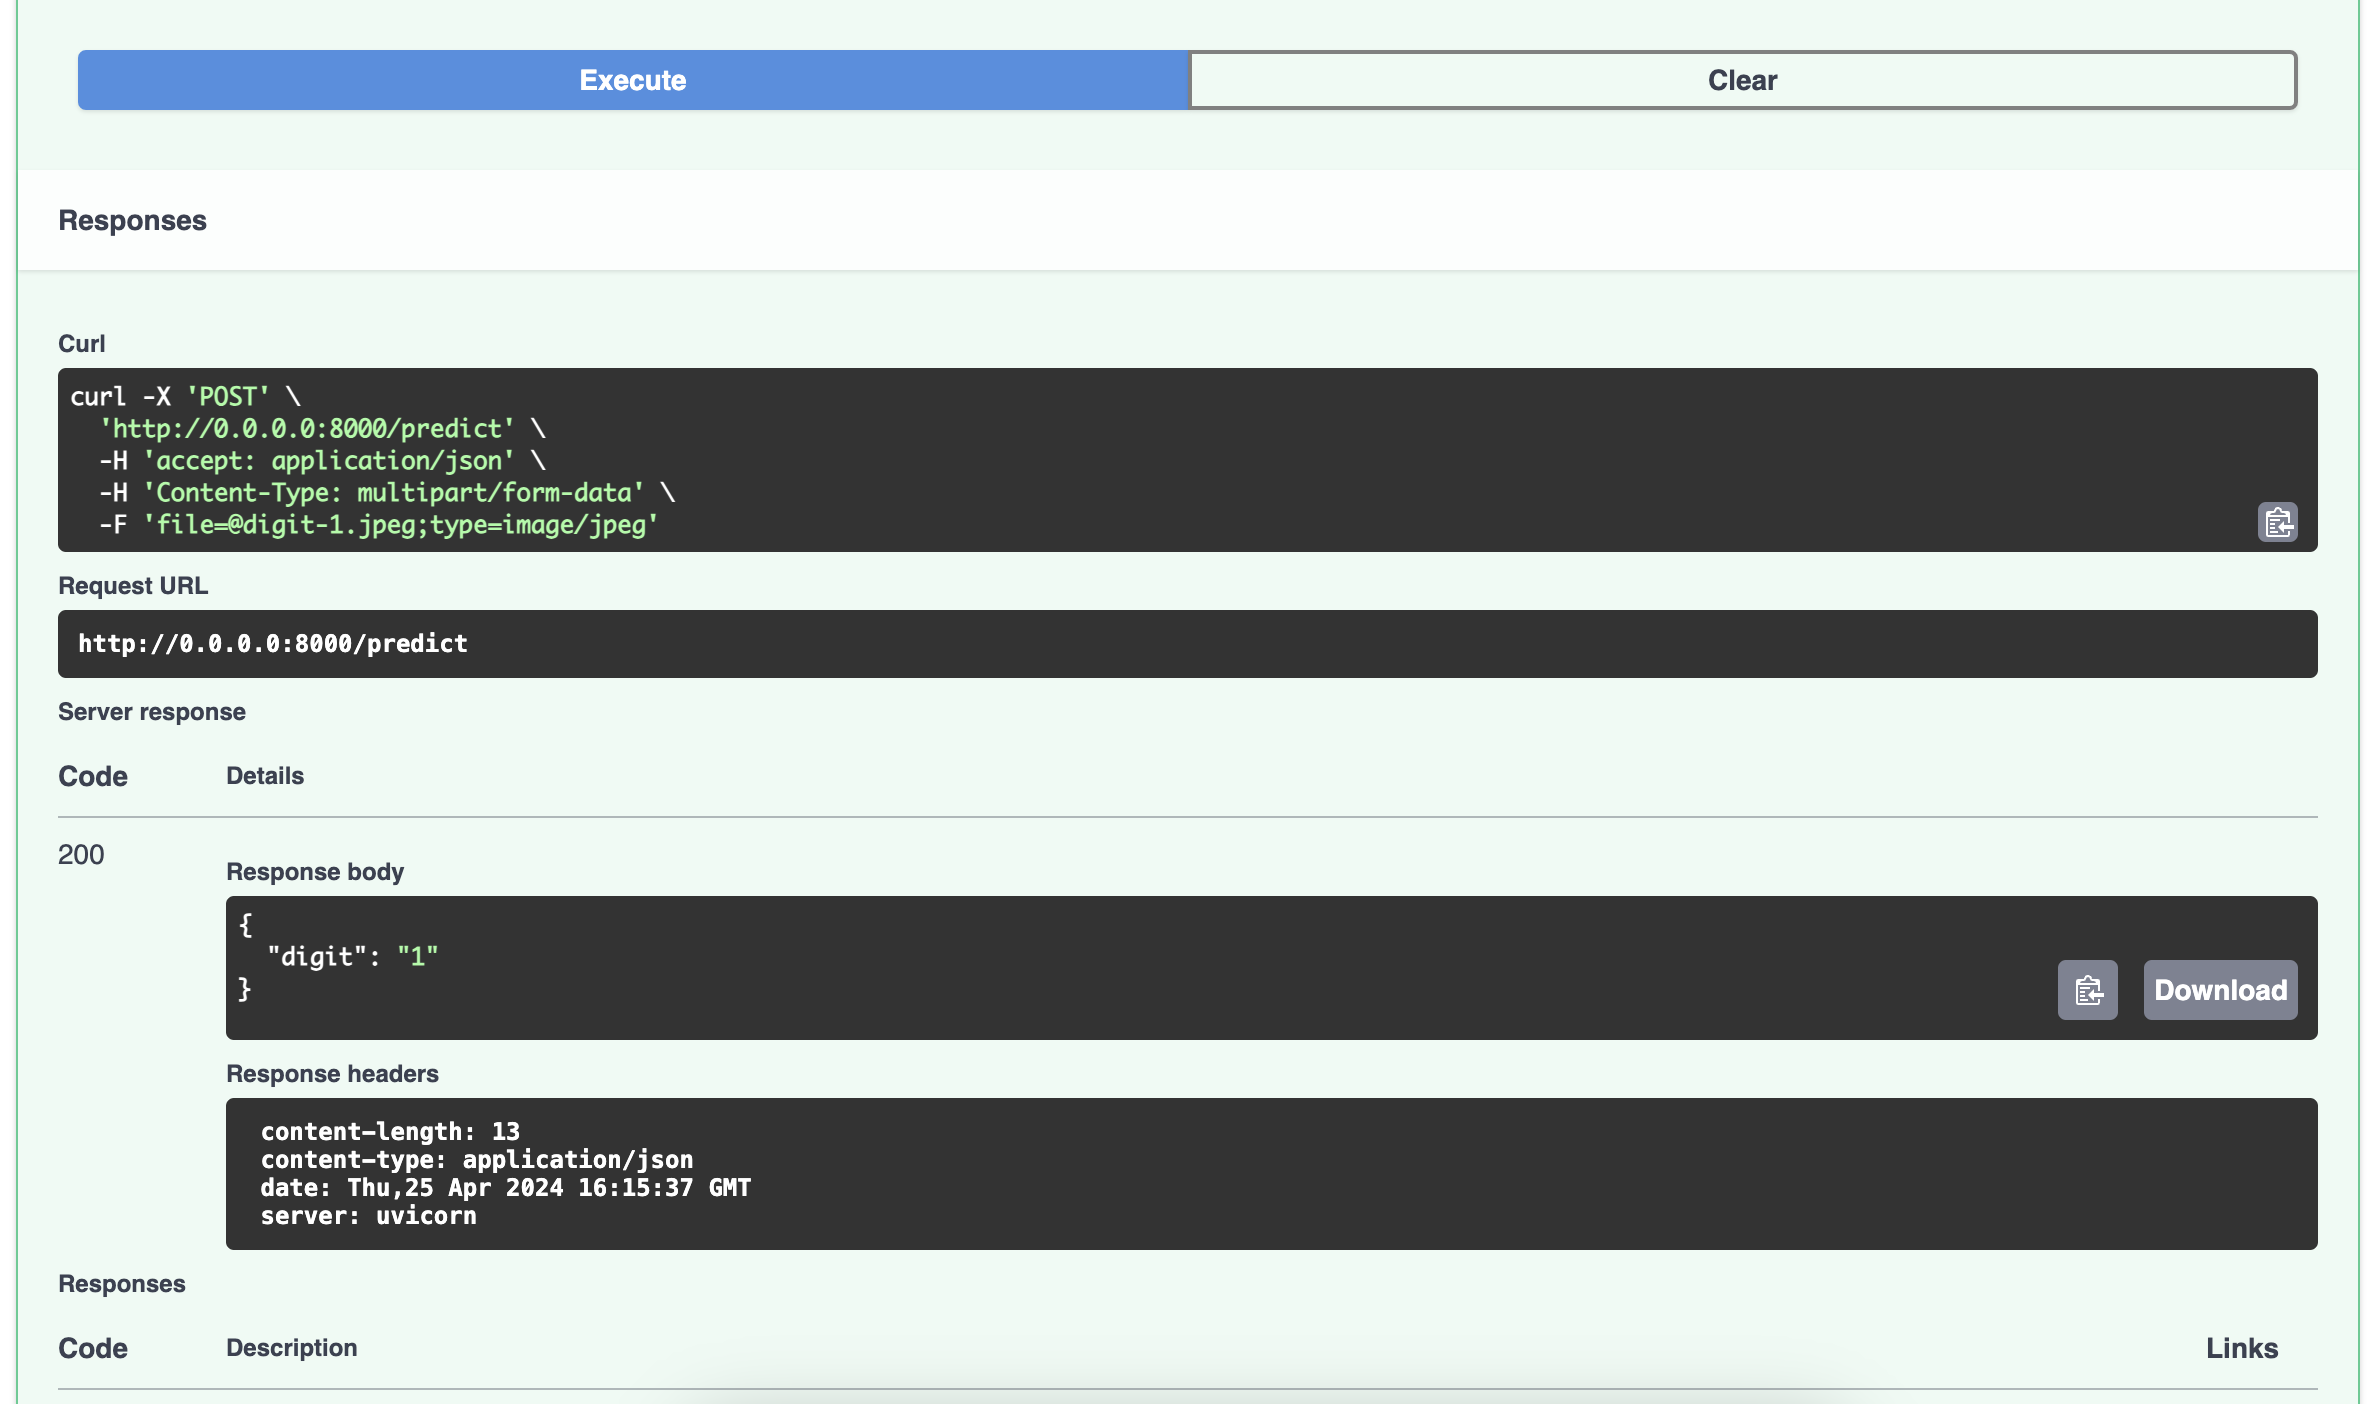 Execute
Clear
Responses
Curl
curl -X 'POST' \
'http://0.0.0.0:8000/predict' \
-H 'accept: application/json' \
-H 'Content-Type: multipart/form-data' \
-F 'file=@digit-1.jpeg;type=image/jpeg'
Request URL
http://0.0.0.0:8000/predict
Server response
Code Details
200
Response body
{
"digit": "1"
}
Download
Response headers
content-length: 13
content-type: application/json
date: Thu,25 Apr 2024 16:15:37 GMT
server: uvicorn
Responses
Code Description Links